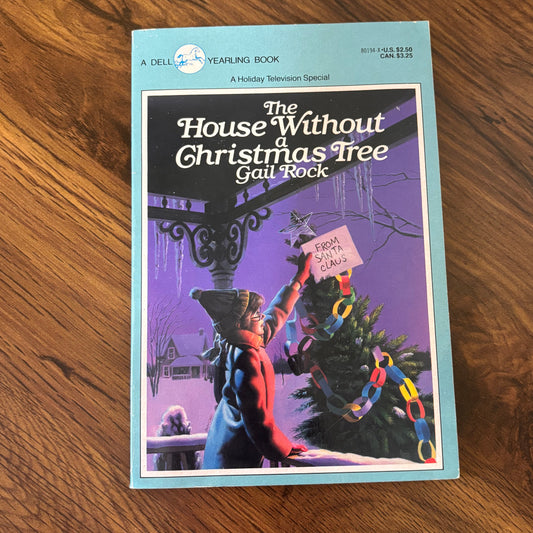 A DELL YEARLING BOOK
80194-X • U.S. $2.50
CAN. $3.25
A Holiday Television Special
The
House Without
a
Christmas Tree
Gail Rock
FROM
SANTA
CLAUS